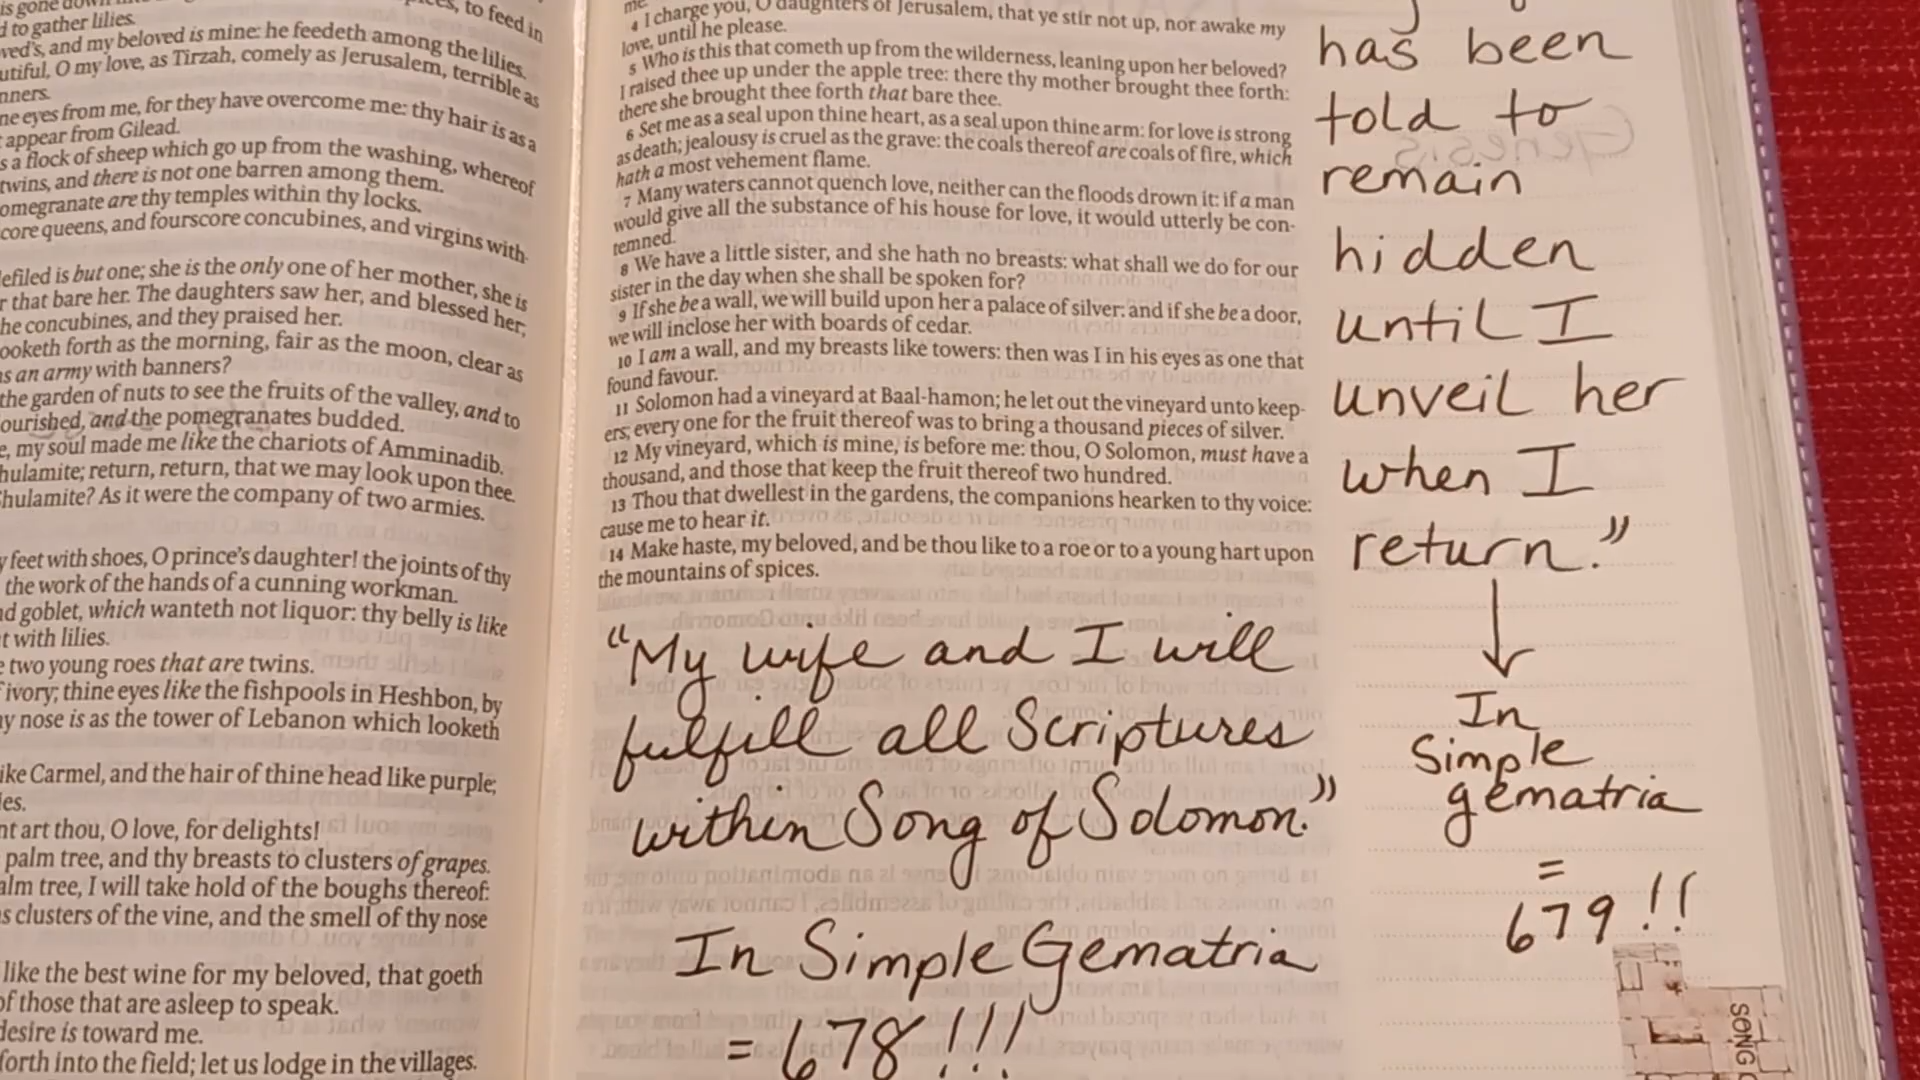 is gone down
to feed in
to gather lilies.
and my beloved is mine: he feedeth among the lilies.
O my love, as Tirzah, comely as Jerusalem, terrible as
eyes from me, for they have overcome me: thy hair is as a
appear from Gilead.
a flock of sheep which go up from the washing, whereof
twins, and there is not one barren among them.
are thy temples within thy locks.
queens, and fourscore concubines, and virgins with-
is but one; she is the only one of her mother, she is
that bare her. The daughters saw her, and blessed her;
concubines, and they praised her.
forth as the morning, fair as the moon, clear as
an army with banners?
the garden of nuts to see the fruits of the valley, and to
and the pomegranates budded.
my soul made me like the chariots of Amminadib.
return, return, that we may look upon thee.
As it were the company of two armies.
feet with shoes, O prince's daughter! the joints of thy
the work of the hands of a cunning workman.
goblet, which wanteth not liquor: thy belly is like
with lilies.
two young roes that are twins.
ivory; thine eyes like the fishpools in Heshbon, by
nose is as the tower of Lebanon which looketh
like Carmel, and the hair of thine head like purple;
art thou, O love, for delights!
palm tree, and thy breasts to clusters of grapes.
tree, I will take hold of the boughs thereof:
clusters of the vine, and the smell of thy nose
like the best wine for my beloved, that goeth
of those that are asleep to speak.
desire is toward me.
forth into the field; let us lodge in the villages.
me.
4 I charge you, O daughters of Jerusalem, that ye stir not up, nor awake my
love, until he please.
5 Who is this that cometh up from the wilderness, leaning upon her beloved?
I raised thee up under the apple tree: there thy mother brought thee forth:
there she brought thee forth that bare thee.
6 Set me as a seal upon thine heart, as a seal upon thine arm: for love is strong
as death; jealousy is cruel as the grave: the coals thereof are coals of fire, which
hath a most vehement flame.
7 Many waters cannot quench love, neither can the floods drown it: if a man
would give all the substance of his house for love, it would utterly be con-
temned.
8 We have a little sister, and she hath no breasts: what shall we do for our
sister in the day when she shall be spoken for?
9 If she be a wall, we will build upon her a palace of silver: and if she be a door,
we will inclose her with boards of cedar.
10 I am a wall, and my breasts like towers: then was I in his eyes as one that
found favour.
11 Solomon had a vineyard at Baal-hamon; he let out the vineyard unto keep-
ers; every one for the fruit thereof was to bring a thousand pieces of silver.
12 My vineyard, which is mine, is before me: thou, O Solomon, must have a
thousand, and those that keep the fruit thereof two hundred.
13 Thou that dwellest in the gardens, the companions hearken to thy voice:
cause me to hear it.
14 Make haste, my beloved, and be thou like to a roe or to a young hart upon
the mountains of spices.
"My wife and I will
fulfill all Scriptures
within Song of Solomon."
In Simple Gematria
= 678!!!
has been
told to
remain
hidden
until I
unveil her
when I
return."
In
Simple
gematria
=
679!!
SONG